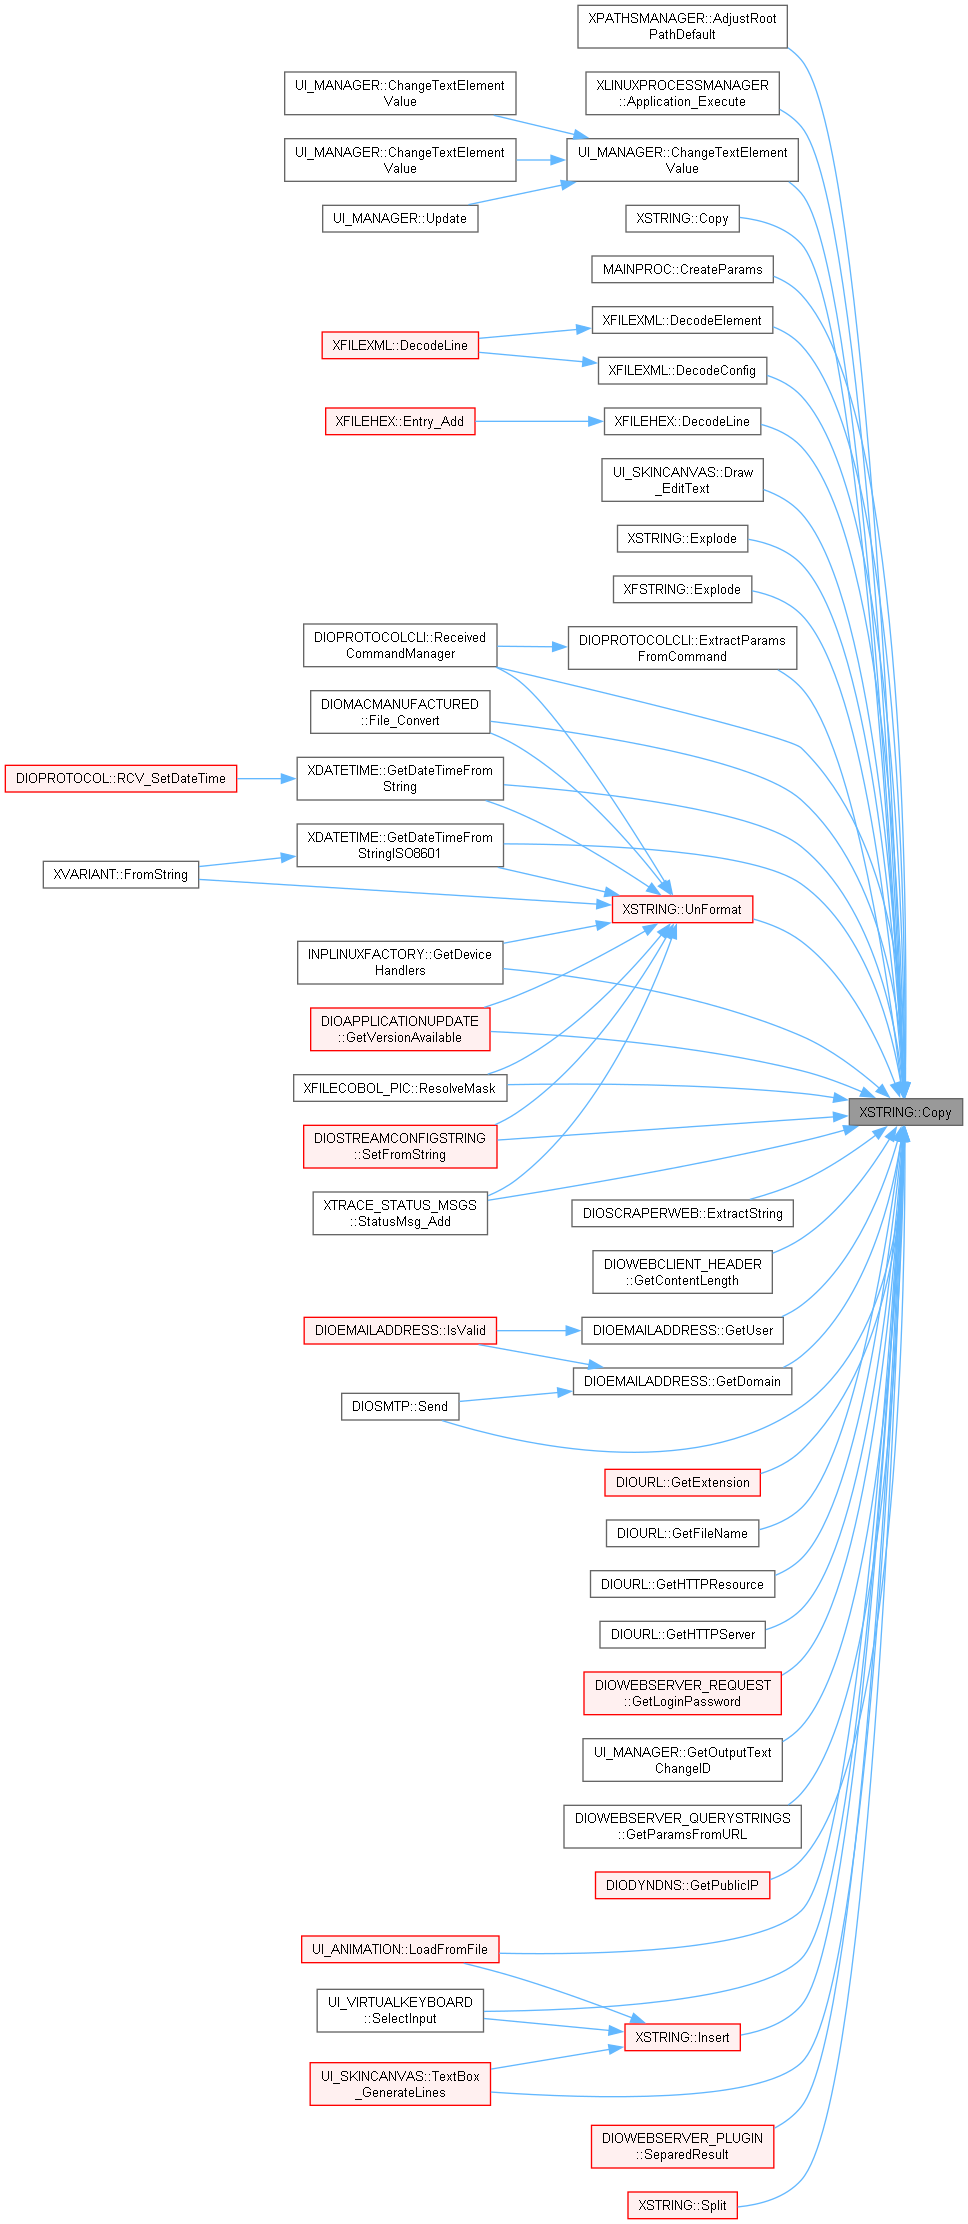 XPATHSMANAGER::AdjustRoot
PathDefault
XLINUXPROCESSMANAGER
::Application_Execute
UI_MANAGER::ChangeTextElement
Value
UI_MANAGER::ChangeTextElement
Value
UI_MANAGER::ChangeTextElement
Value
UI_MANAGER::Update
XSTRING::Copy
MAINPROC::CreateParams
XFILEXML::DecodeElement
XFILEXML::DecodeLine
XFILEXML::DecodeConfig
XFILEHEX::Entry_Add
XFILEHEX::DecodeLine
UI_SKINCANVAS::Draw
_EditText
XSTRING::Explode
XFSTRING::Explode
DIOPROTOCOLCLI::Received
CommandManager
DIOPROTOCOLCLI::ExtractParams
FromCommand
DIOMACMANUFACTURED
::File_Convert
DIOPROTOCOL::RCV_SetDateTime
XDATETIME::GetDateTimeFrom
String
XDATETIME::GetDateTimeFrom
StringISO8601
XVARIANT::FromString
XSTRING::UnFormat
INPLINUXFACTORY::GetDevice
Handlers
DIOAPPLICATIONUPDATE
::GetVersionAvailable
XFILECOBOL_PIC::ResolveMask
XSTRING::Copy
DIOSTREAMCONFIGSTRING
::SetFromString
XTRACE_STATUS_MSGS
::StatusMsg_Add
DIOSCRAPERWEB::ExtractString
DIOWEBCLIENT_HEADER
::GetContentLength
DIOEMAILADDRESS::IsValid
DIOEMAILADDRESS::GetUser
DIOEMAILADDRESS::GetDomain
DIOSMTP::Send
DIOURL::GetExtension
DIOURL::GetFileName
DIOURL::GetHTTPResource
DIOURL::GetHTTPServer
DIOWEBSERVER_REQUEST
::GetLoginPassword
UI_MANAGER::GetOutputText
ChangeID
DIOWEBSERVER_QUERYSTRINGS
::GetParamsFromURL
DIODYNDNS::GetPublicIP
UI_ANIMATION::LoadFromFile
UI_VIRTUALKEYBOARD
::SelectInput
XSTRING::Insert
UI_SKINCANVAS::TextBox
_GenerateLines
DIOWEBSERVER_PLUGIN
::SeparedResult
XSTRING::Split